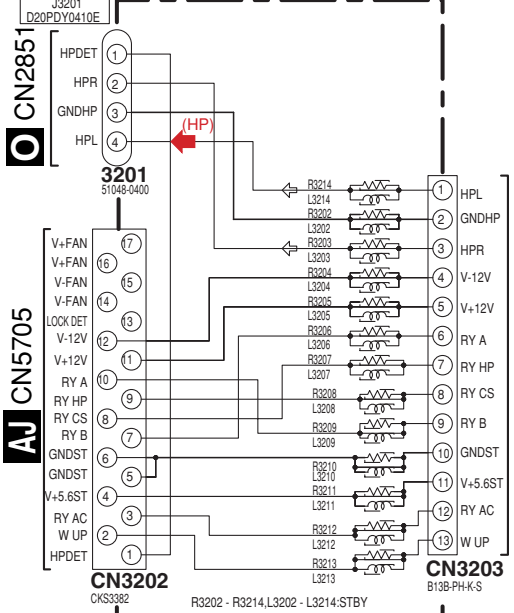 J3201
D20PDY0410E
O CN2851
HPDET 1
HPR 2
GNDHP 3
HPL 4
(HP)
3201
51048-0400
AJ CN5705
V+FAN 17
V+FAN 16
V-FAN 15
V-FAN 14
LOCK DET 13
V-12V 12
V+12V 11
RY A 10
RY HP 9
RY CS 8
RY B 7
GNDST 6
GNDST 5
V+5.6ST 4
RY AC 3
W UP 2
HPDET 1
CN3202
CKS3382
R3214
L3214
R3202
L3202
R3203
L3203
R3204
L3204
R3205
L3205
R3206
L3206
R3207
L3207
R3208
L3208
R3209
L3209
R3210
L3210
R3211
L3211
R3212
L3212
R3213
L3213
1 HPL
2 GNDHP
3 HPR
4 V-12V
5 V+12V
6 RY A
7 RY HP
8 RY CS
9 RY B
10 GNDST
11 V+5.6ST
12 RY AC
13 W UP
CN3203
B13B-PH-K-S
R3202 - R3214,L3202 - L3214:STBY